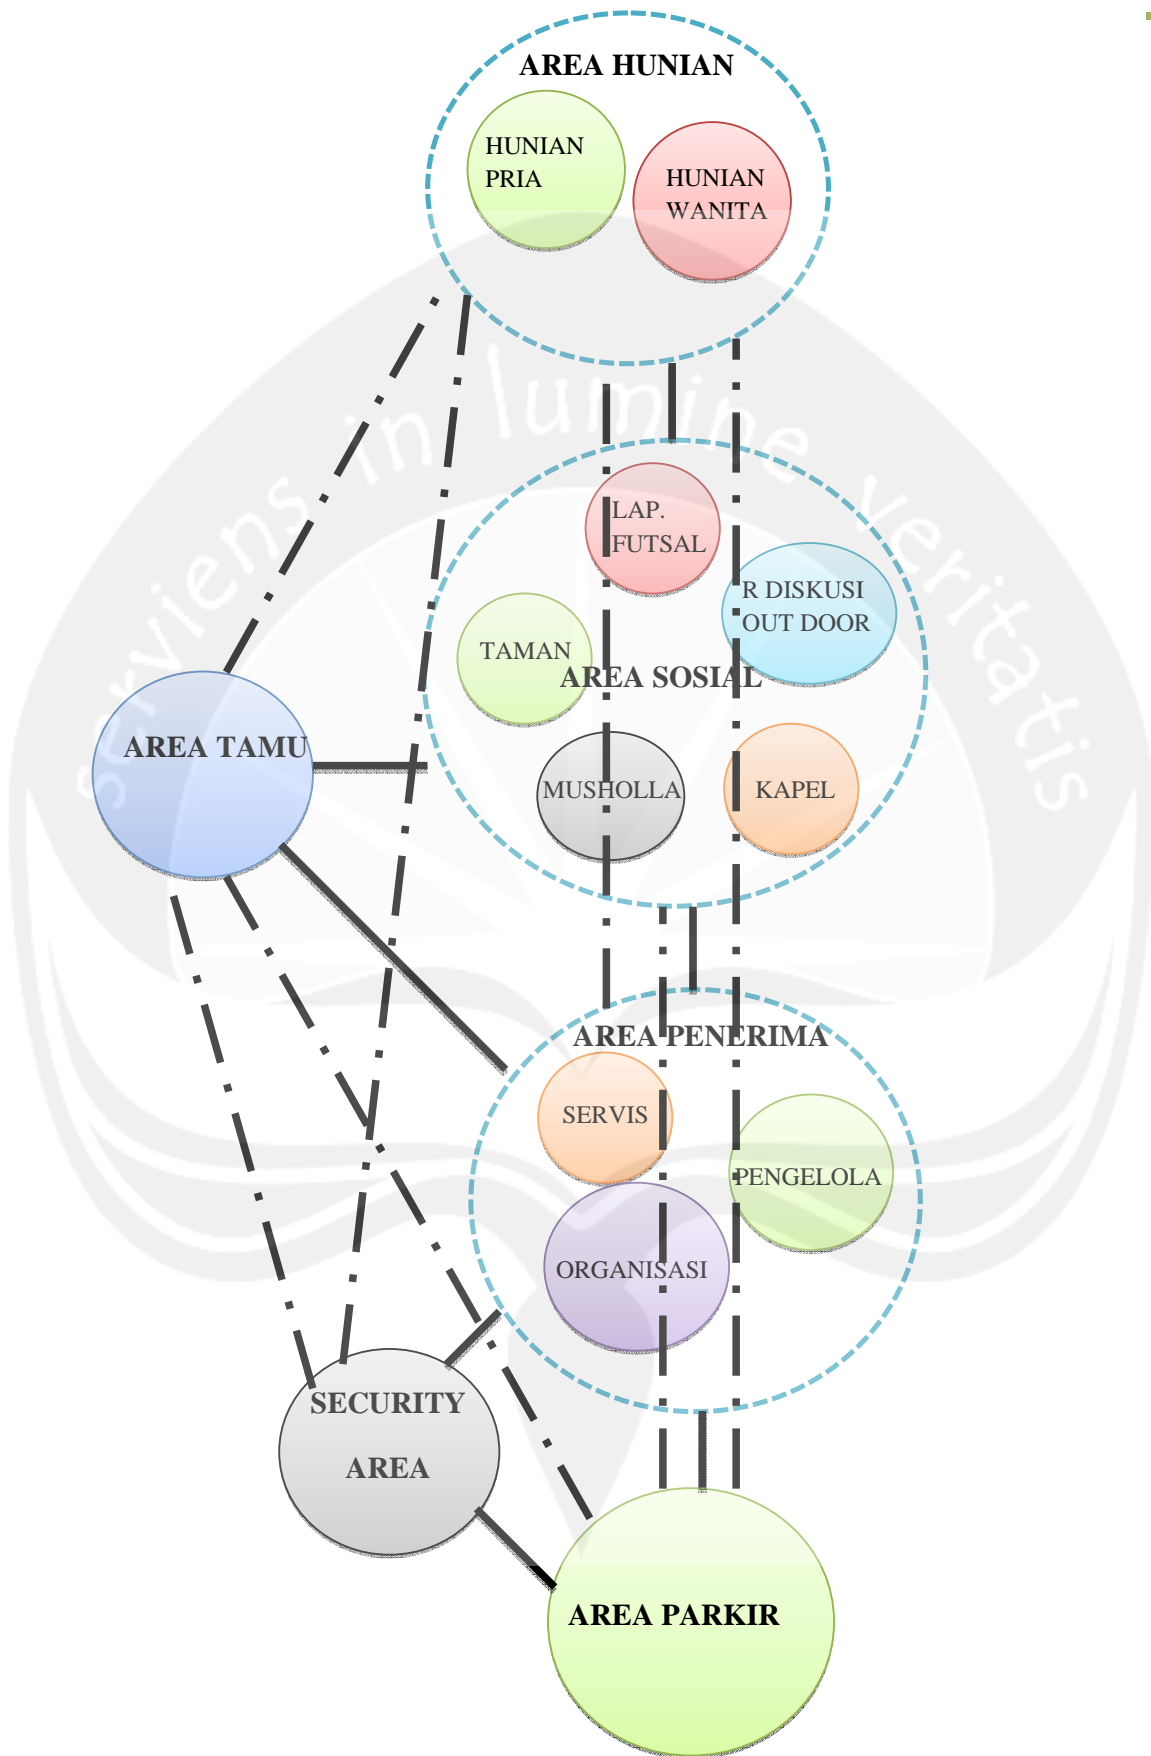 AREA HUNIAN
HUNIAN
PRIA
HUNIAN
WANITA
serviens in lumine veritatis
LAP.
FUTSAL
R DISKUSI
OUT DOOR
TAMAN
AREA SOSIAL
AREA TAMU
MUSHOLLA
KAPEL
AREA PENERIMA
SERVIS
PENGELOLA
ORGANISASI
SECURITY
AREA
AREA PARKIR